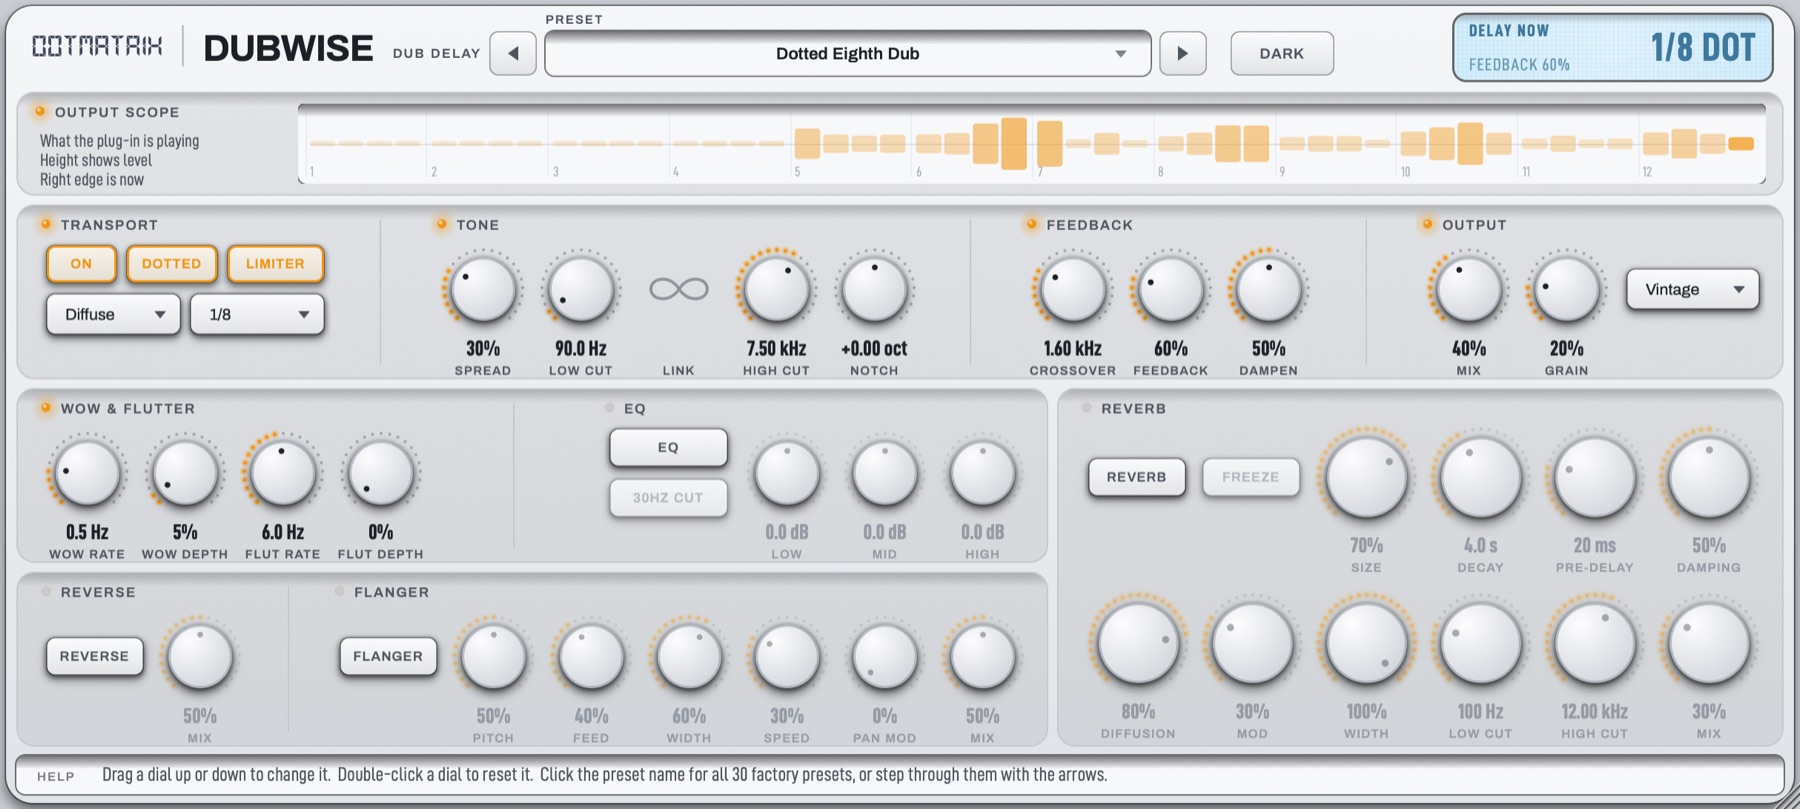 DOTMATRIX
DUBWISE
DUB DELAY
PRESET
Dotted Eighth Dub
DARK
DELAY NOW
1/8 DOT
FEEDBACK 60%
OUTPUT SCOPE
What the plug-in is playing
Height shows level
Right edge is now
1 2 3 4 5 6 7 8 9 10 11 12
TRANSPORT
ON DOTTED LIMITER
Diffuse 1/8
TONE
30% 90.0 Hz 7.50 kHz +0.00 oct
SPREAD LOW CUT LINK HIGH CUT NOTCH
FEEDBACK
1.60 kHz 60% 50%
CROSSOVER FEEDBACK DAMPEN
OUTPUT
Vintage
40% 20%
MIX GRAIN
WOW & FLUTTER
0.5 Hz 5% 6.0 Hz 0%
WOW RATE WOW DEPTH FLUT RATE FLUT DEPTH
EQ
EQ
30HZ CUT
0.0 dB 0.0 dB 0.0 dB
LOW MID HIGH
REVERB
REVERB FREEZE
70% 4.0 s 20 ms 50%
SIZE DECAY PRE-DELAY DAMPING
80% 30% 100% 100 Hz 12.00 kHz 30%
DIFFUSION MOD WIDTH LOW CUT HIGH CUT MIX
REVERSE
REVERSE
50%
MIX
FLANGER
FLANGER
50% 40% 60% 30% 0% 50%
PITCH FEED WIDTH SPEED PAN MOD MIX
HELP Drag a dial up or down to change it. Double-click a dial to reset it. Click the preset name for all 30 factory presets, or step through them with the arrows.